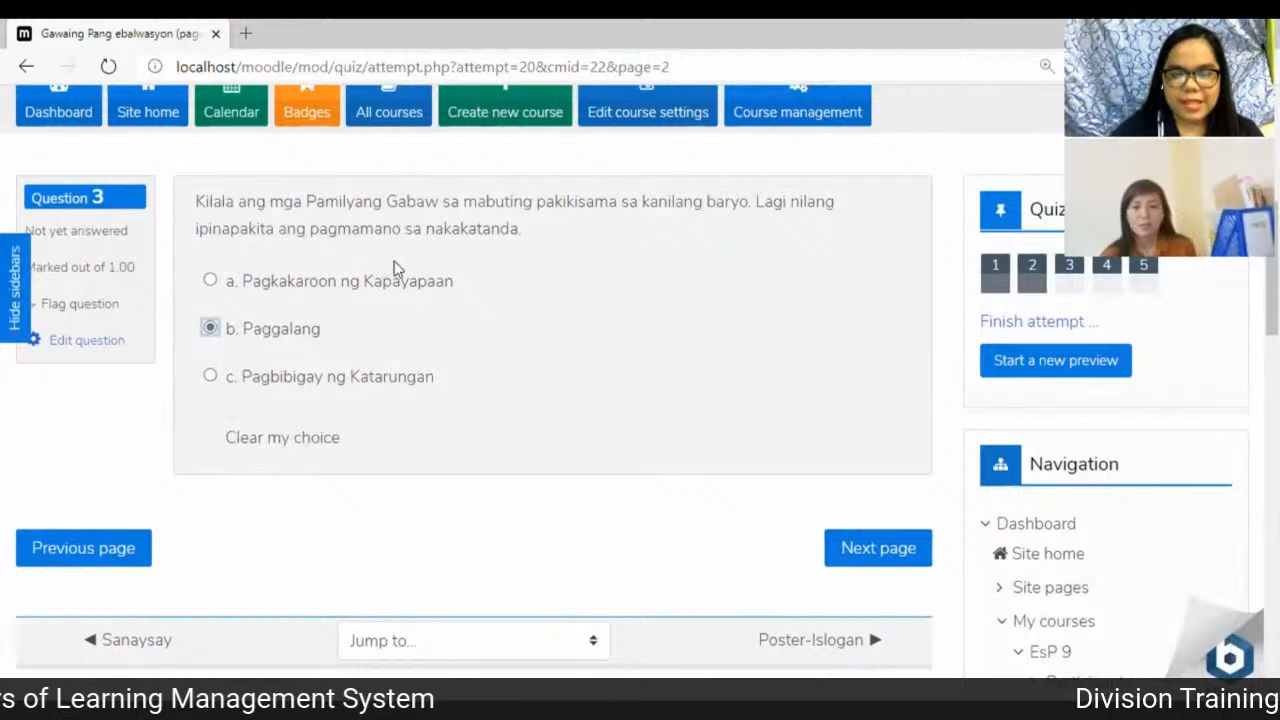 Gawaing Pang ebalwasyon (page
localhost/moodle/mod/quiz/attempt.php?attempt=20&cmid=22&page=2
Dashboard
Site home
Calendar
Badges
All courses
Create new course
Edit course settings
Course management
Hide sidebars
Question 3
Not yet answered
Marked out of 1.00
Flag question
Edit question
Kilala ang mga Pamilyang Gabaw sa mabuting pakikisama sa kanilang baryo. Lagi nilang
ipinapakita ang pagmamano sa nakakatanda.
a. Pagkakaroon ng Kapayapaan
b. Paggalang
c. Pagbibigay ng Katarungan
Clear my choice
Previous page
Next page
◀ Sanaysay
Jump to...
Poster-Islogan ▶
Quiz
1 2 3 4 5
Finish attempt ...
Start a new preview
Navigation
Dashboard
Site home
Site pages
My courses
EsP 9
rs of Learning Management System
Division Training